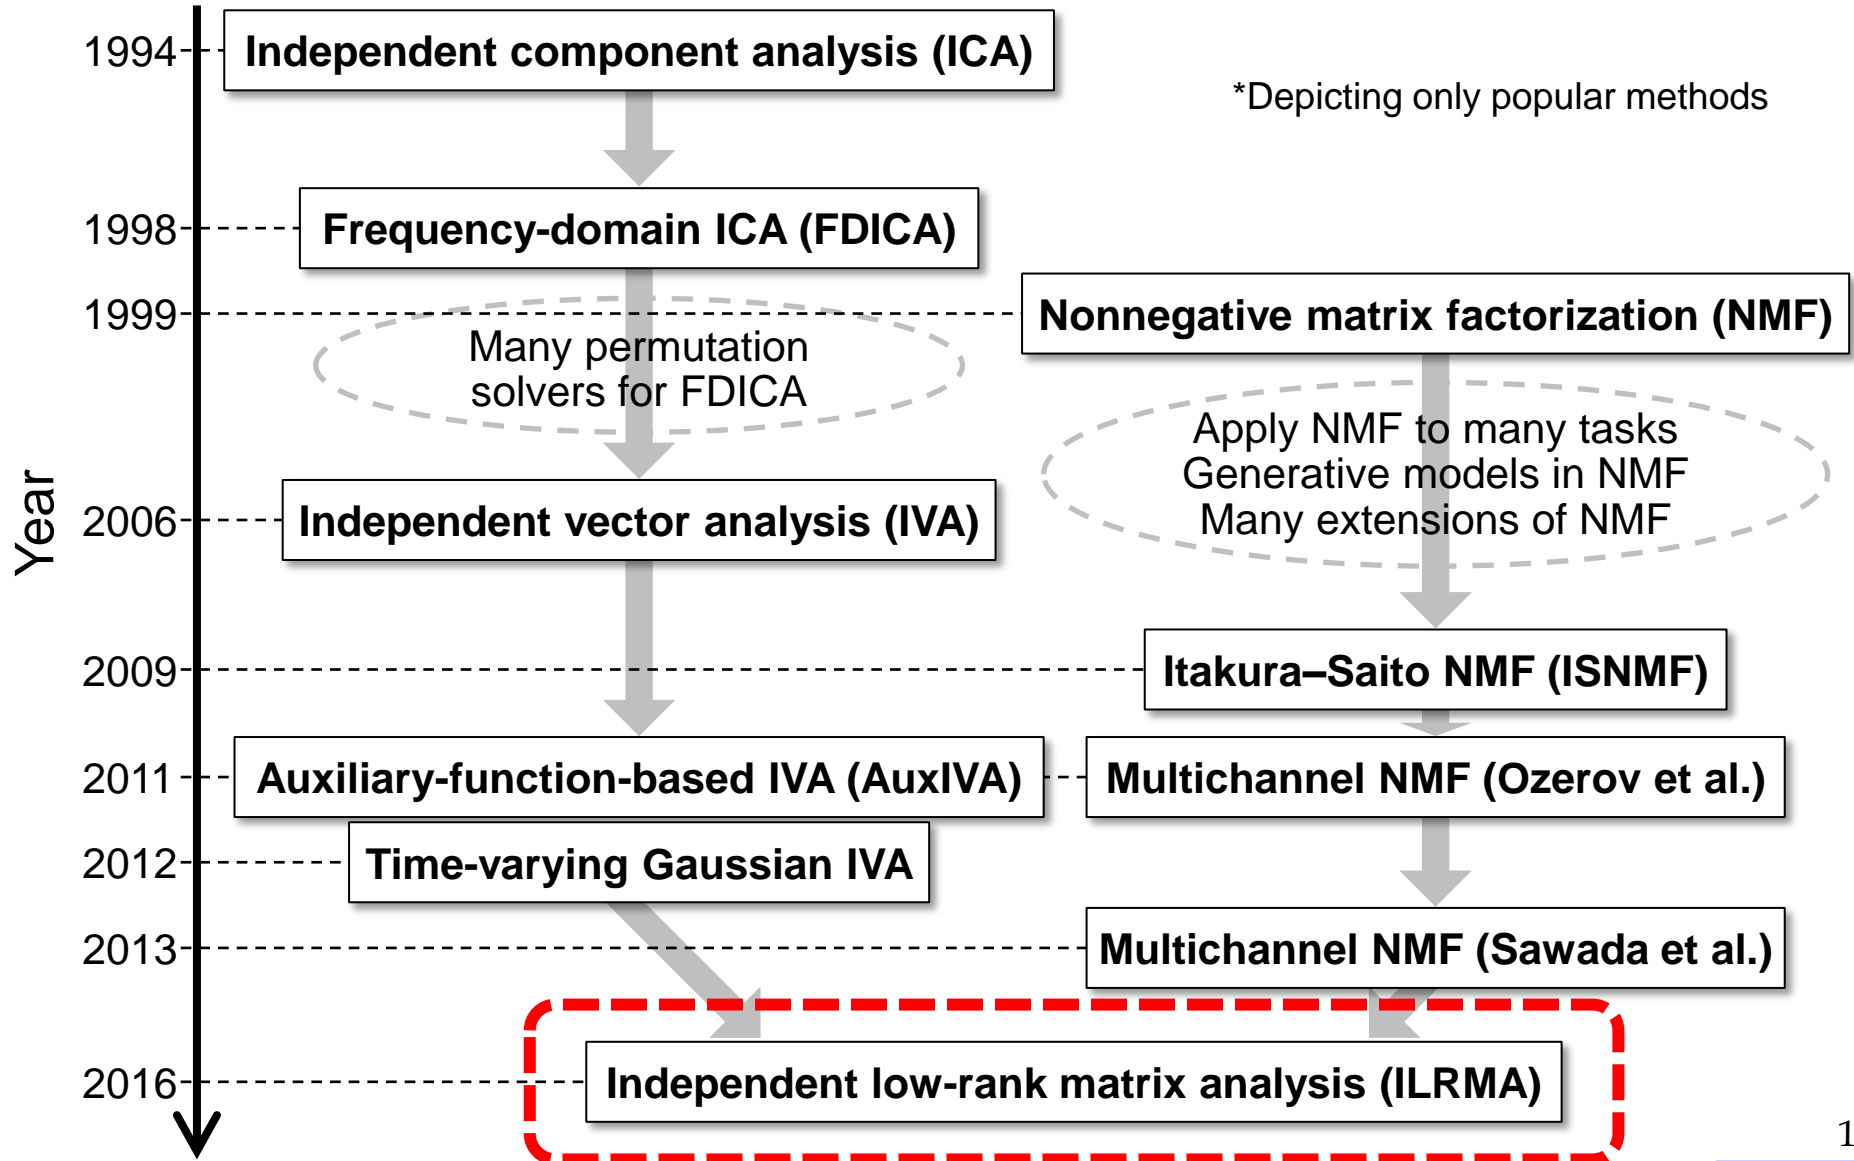 1994
Independent component analysis (ICA)
*Depicting only popular methods
1998
Frequency-domain ICA (FDICA)
1999
Nonnegative matrix factorization (NMF)
Many permutation
solvers for FDICA
Apply NMF to many tasks
Generative models in NMF
Many extensions of NMF
Year
2006
Independent vector analysis (IVA)
2009
Itakura–Saito NMF (ISNMF)
2011
Auxiliary-function-based IVA (AuxIVA)
Multichannel NMF (Ozerov et al.)
2012
Time-varying Gaussian IVA
2013
Multichannel NMF (Sawada et al.)
2016
Independent low-rank matrix analysis (ILRMA)
1